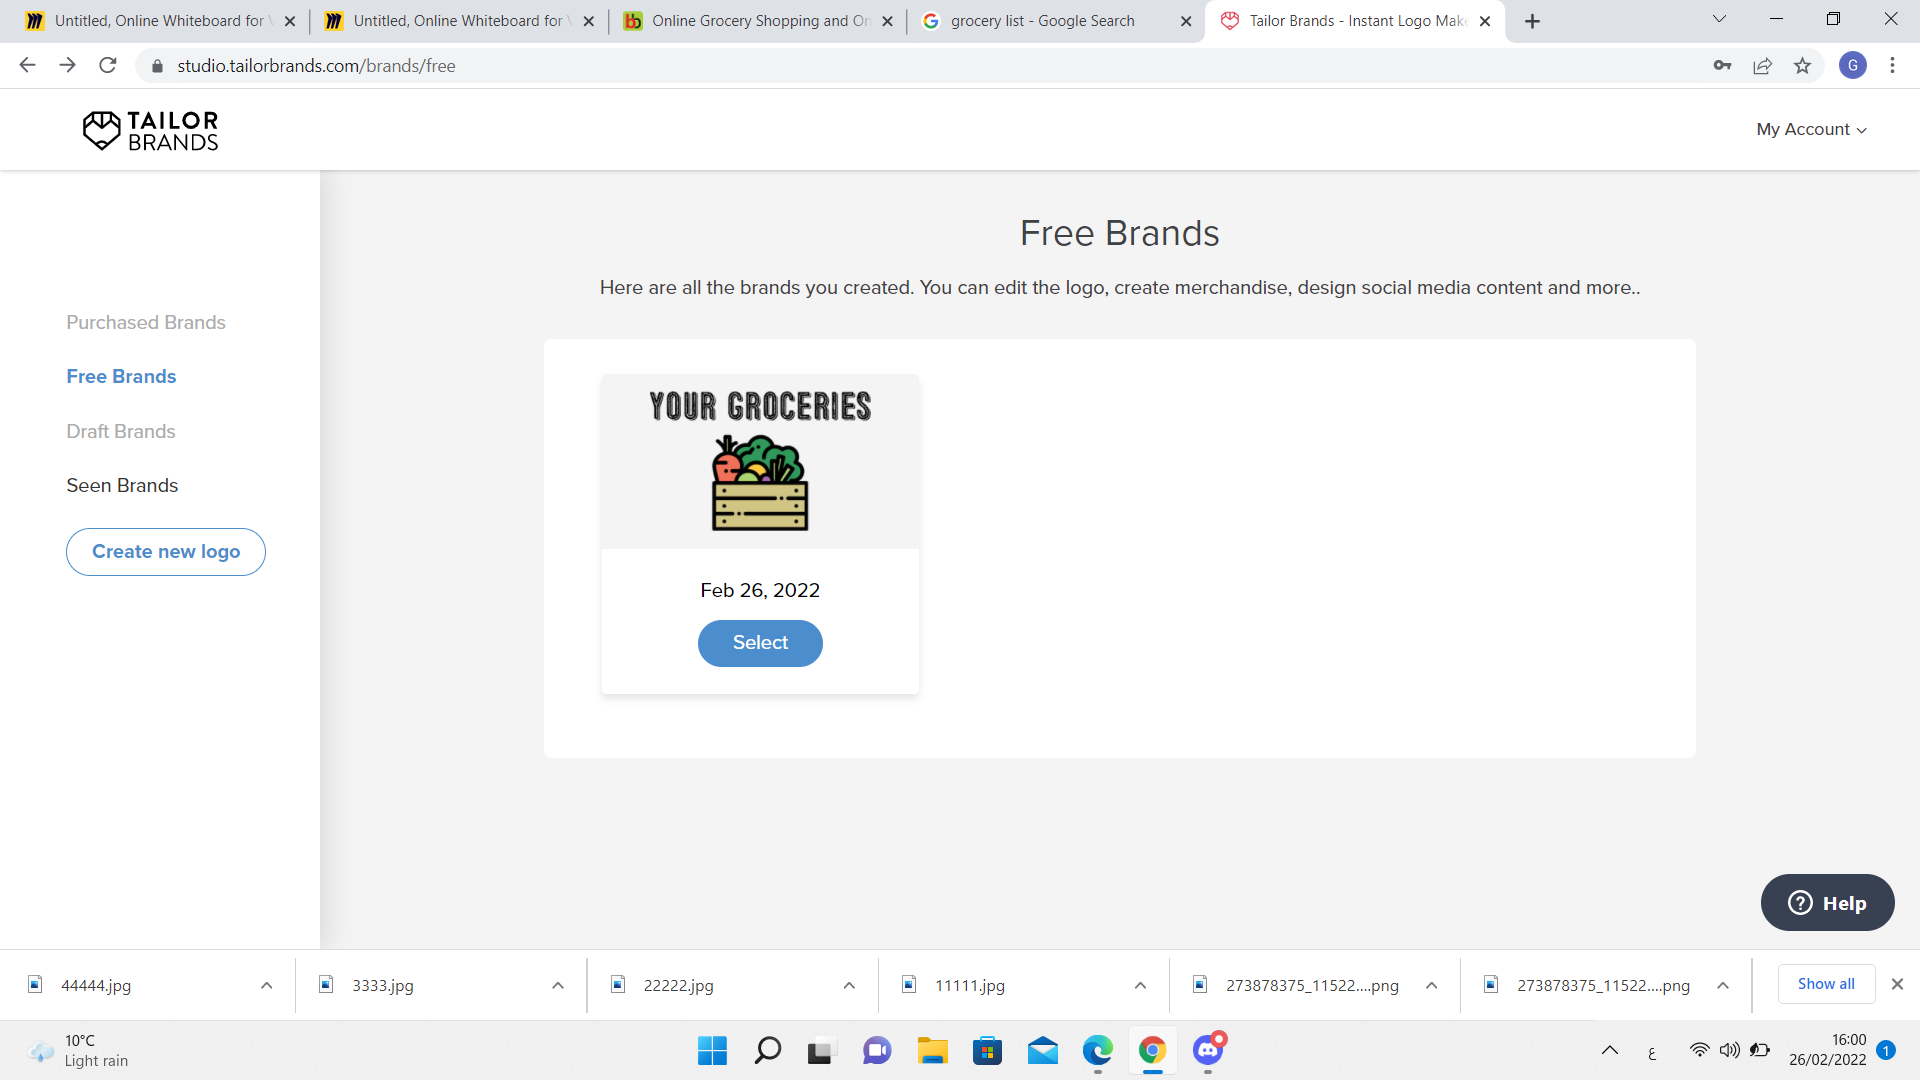 Untitled, Online Whiteboard for
Untitled, Online Whiteboard for
Online Grocery Shopping and On
grocery list - Google Search
Tailor Brands - Instant Logo Make
studio.tailorbrands.com/brands/free
G
TAILOR
BRANDS
My Account
Free Brands
Here are all the brands you created. You can edit the logo, create merchandise, design social media content and more..
Purchased Brands
Free Brands
Draft Brands
Seen Brands
Create new logo
YOUR GROCERIES
Feb 26, 2022
Select
? Help
44444.jpg
3333.jpg
22222.jpg
11111.jpg
273878375_11522....png
273878375_11522....png
Show all
10°C
Light rain
ع
16:00
26/02/2022
1